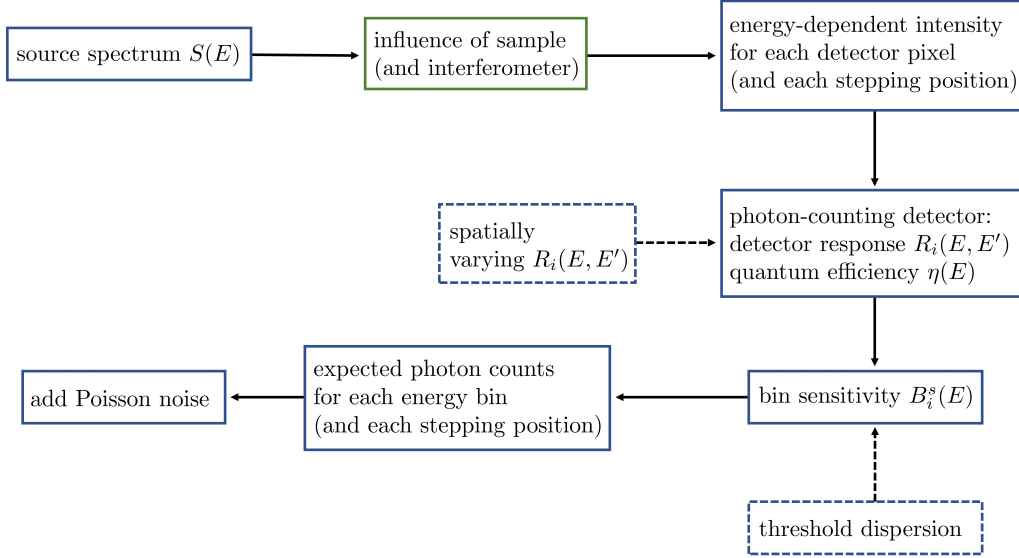 source spectrum S(E)
influence of sample
(and interferometer)
energy-dependent intensity
for each detector pixel
(and each stepping position)
spatially
varying R_i(E, E′)
photon-counting detector:
detector response R_i(E, E′)
quantum efficiency η(E)
add Poisson noise
expected photon counts
for each energy bin
(and each stepping position)
bin sensitivity B_i^s(E)
threshold dispersion